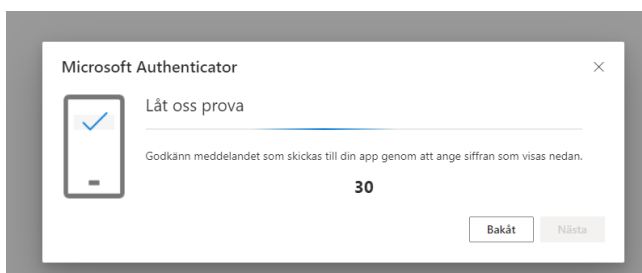 Microsoft Authenticator
Låt oss prova
Godkänn meddelandet som skickas till din app genom att ange siffran som visas nedan.
30
Bakåt
Nästa